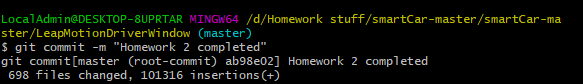 LocalAdmin@DESKTOP-8UPRTAR MINGW64 /d/Homework stuff/smartCar-master/smartCar-ma
ster/LeapMotionDriverWindow (master)
$ git commit -m "Homework 2 completed"
git commit[master (root-commit) ab98e02] Homework 2 completed
 698 files changed, 101316 insertions(+)